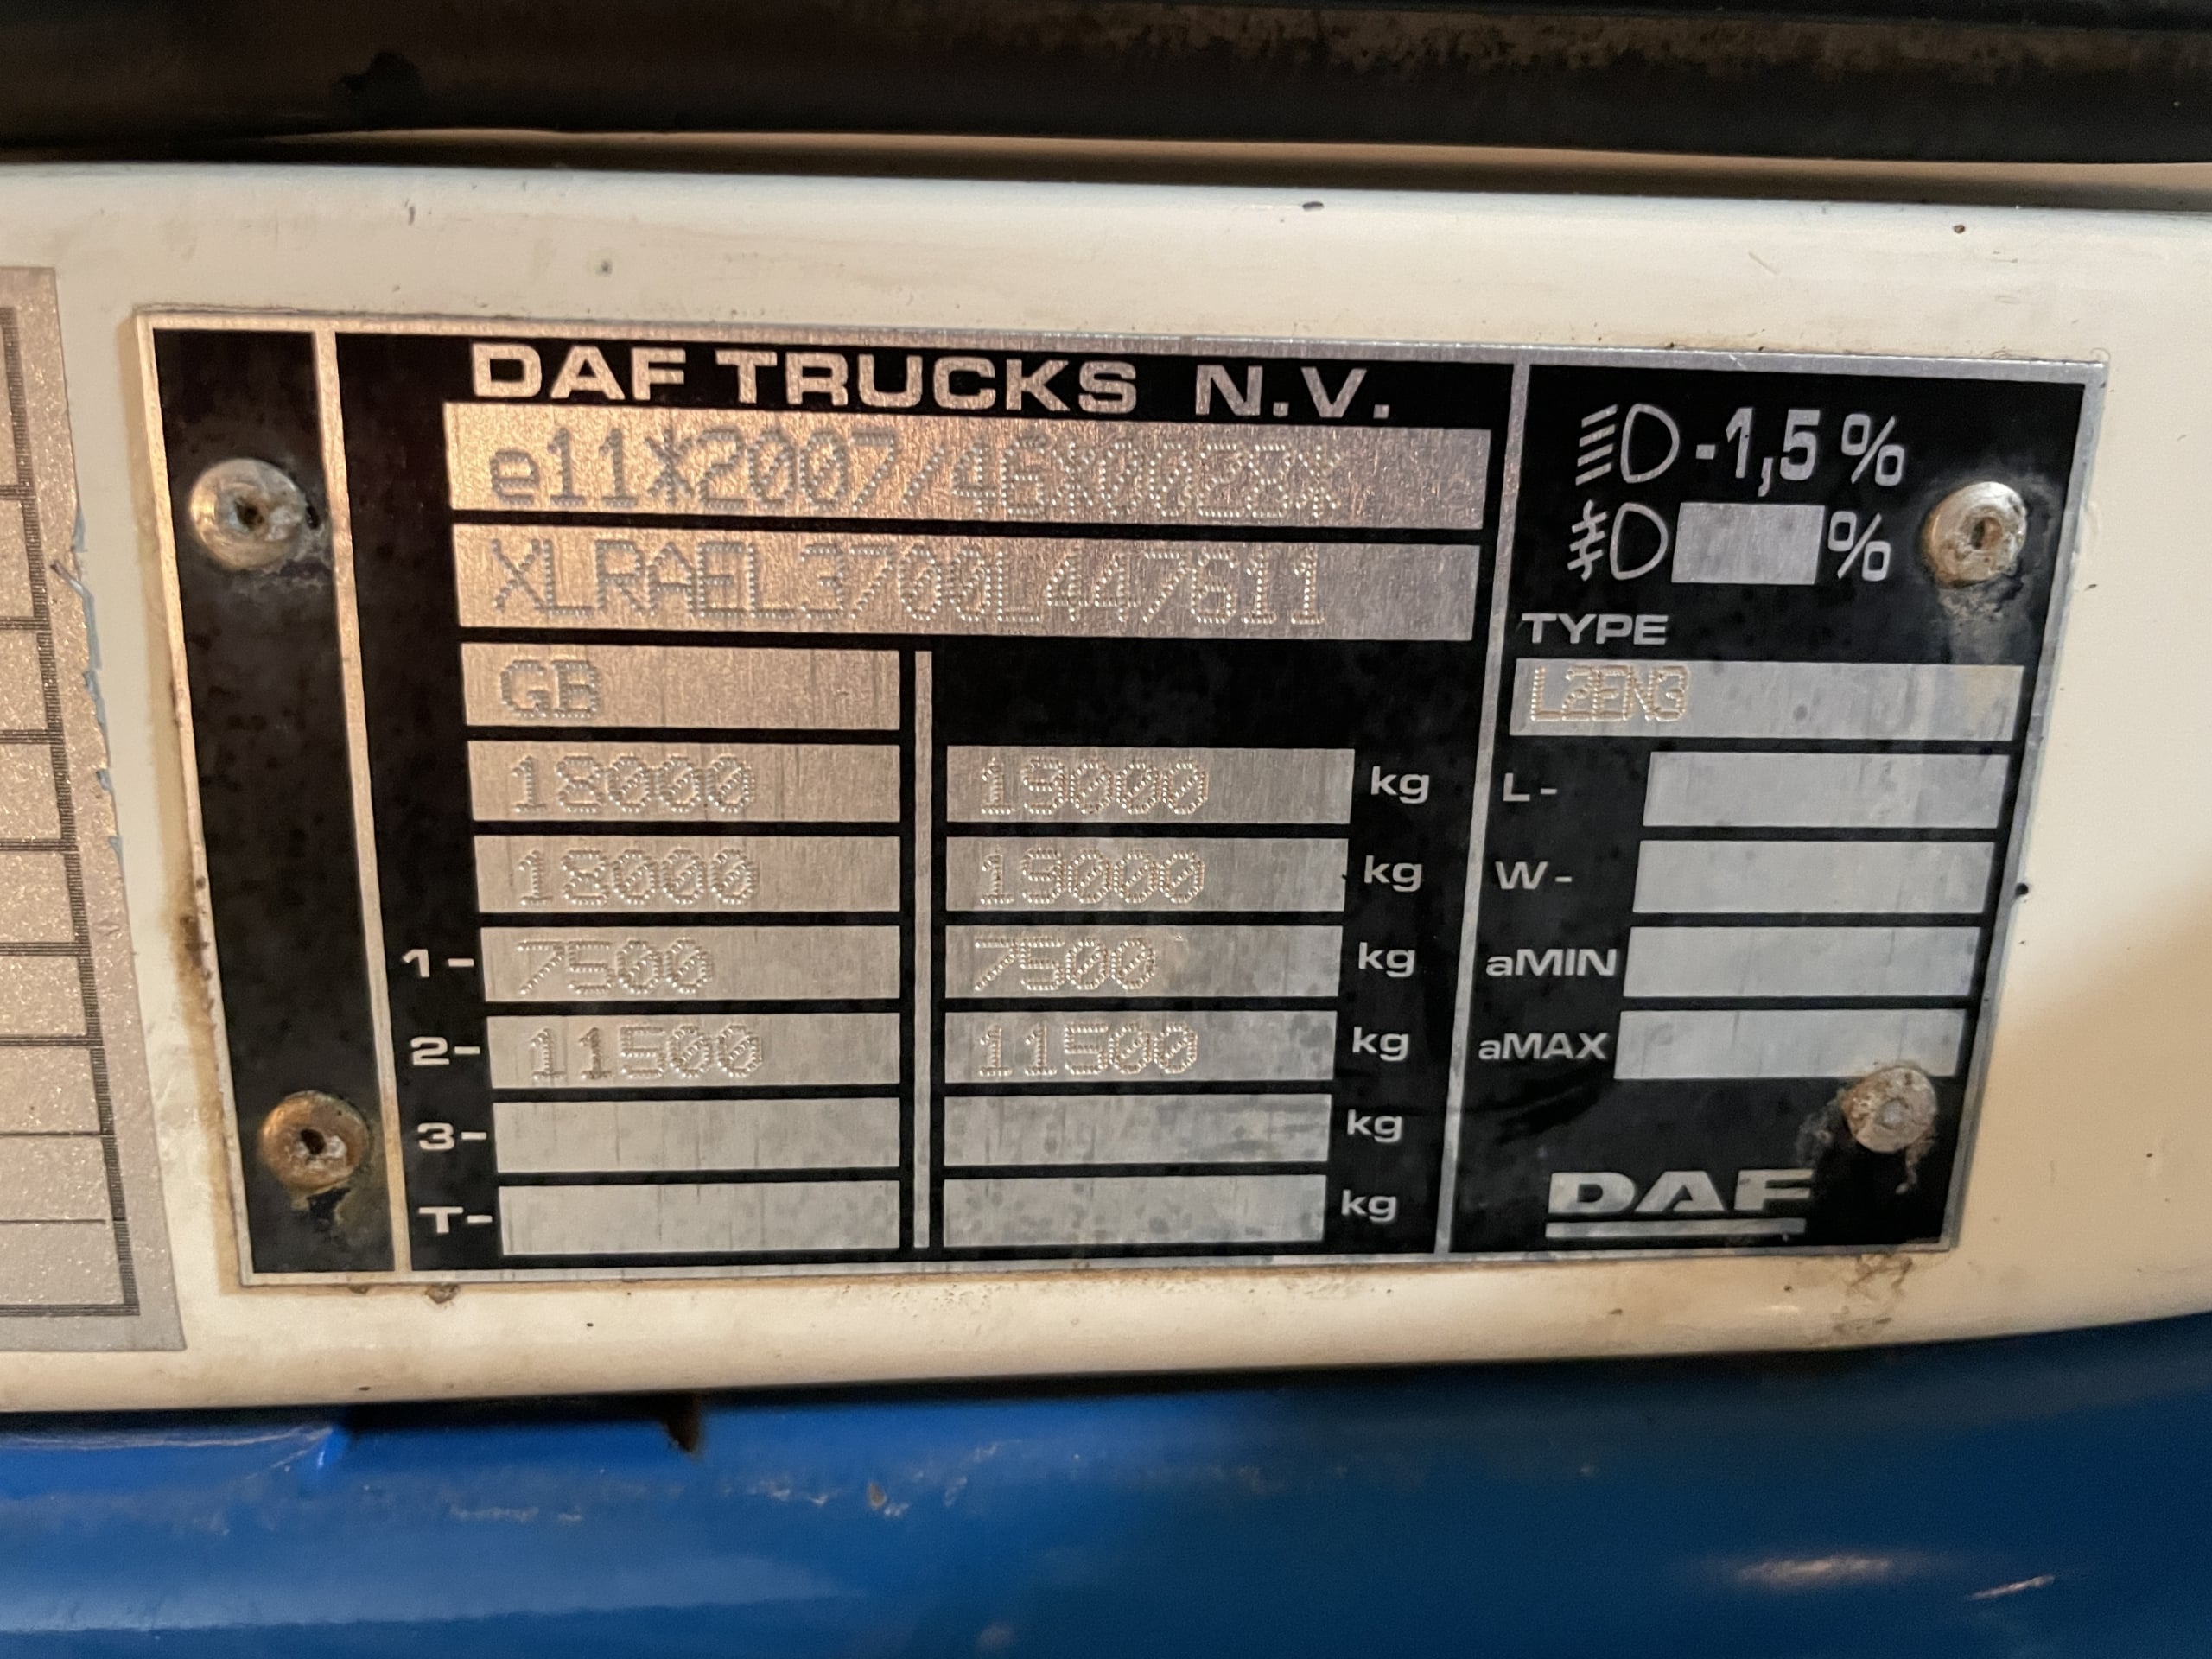 DAF TRUCKS N.V.
e11*2007/46*0028*
XLRAEL3700L447611
GB
18000 19000 kg
18000 19000 kg
1- 7500 7500 kg
2- 11500 11500 kg
3- kg
T- kg
-1,5 %
%
TYPE
L2EN3
L-
W-
aMIN
aMAX
DAF